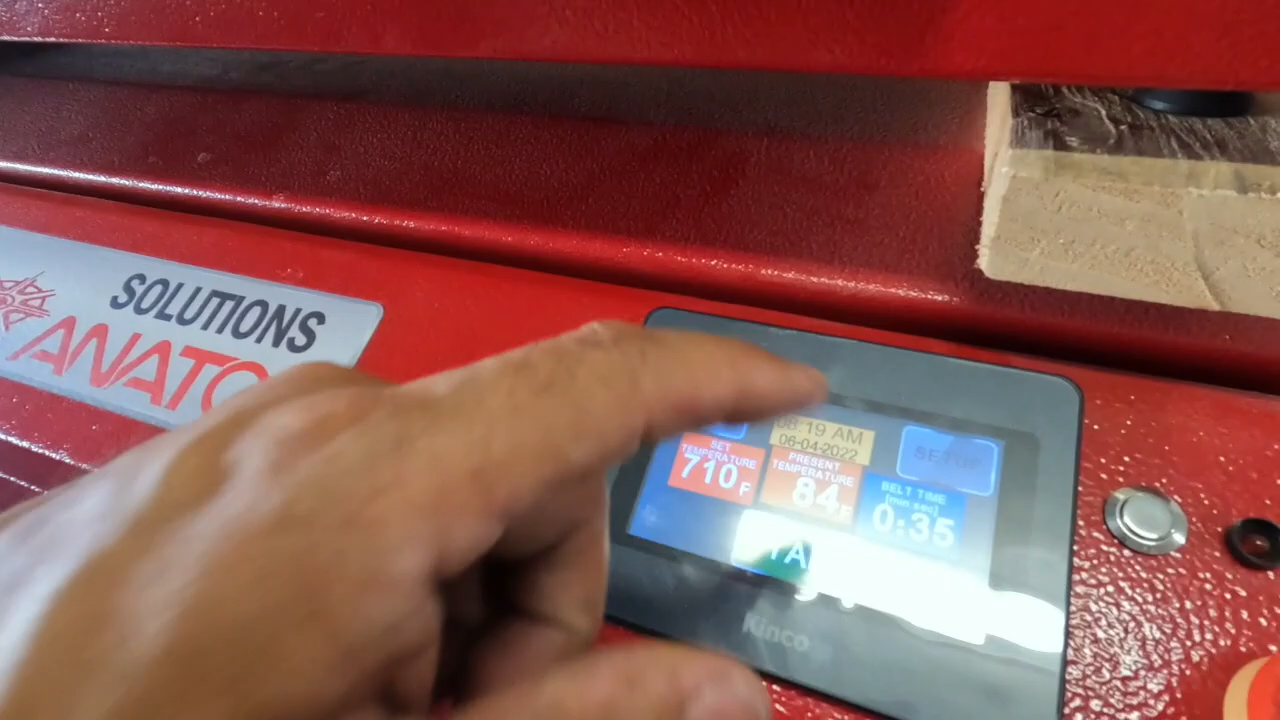 SOLUTIONS
ANATO
08:19 AM
06-04-2022
SETUP
SET
TEMPERATURE
710 F
PRESENT
TEMPERATURE
84 F
BELT TIME
[min:sec]
0:35
TA
Kinco